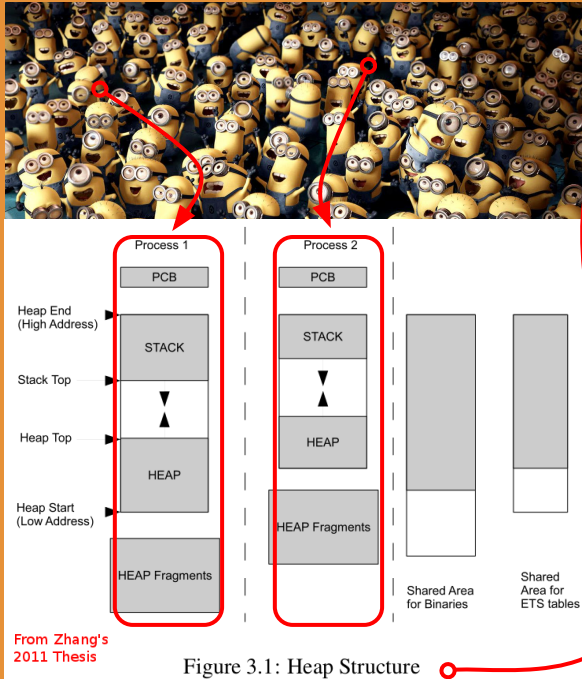 Process 1
Process 2
PCB
PCB
Heap End
(High Address)
STACK
STACK
Stack Top
Heap Top
HEAP
HEAP
Heap Start
(Low Address)
HEAP Fragments
HEAP Fragments
Shared Area
for Binaries
Shared
Area for
ETS tables
From Zhang's
2011 Thesis
Figure 3.1: Heap Structure